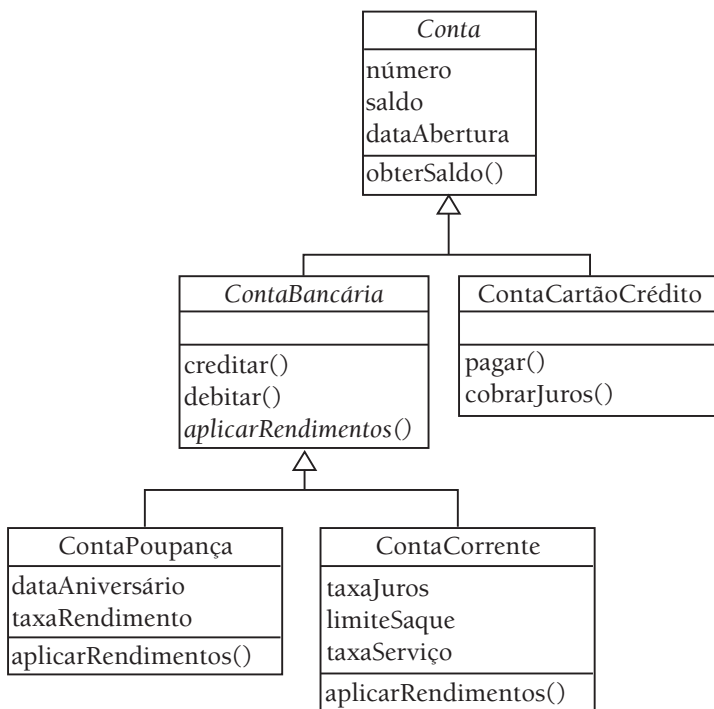 Conta
número
saldo
dataAbertura
obterSaldo()
ContaBancária
creditar()
debitar()
aplicarRendimentos()
ContaCartãoCrédito
pagar()
cobrarJuros()
ContaPoupança
dataAniversário
taxaRendimento
aplicarRendimentos()
ContaCorrente
taxaJuros
limiteSaque
taxaServiço
aplicarRendimentos()